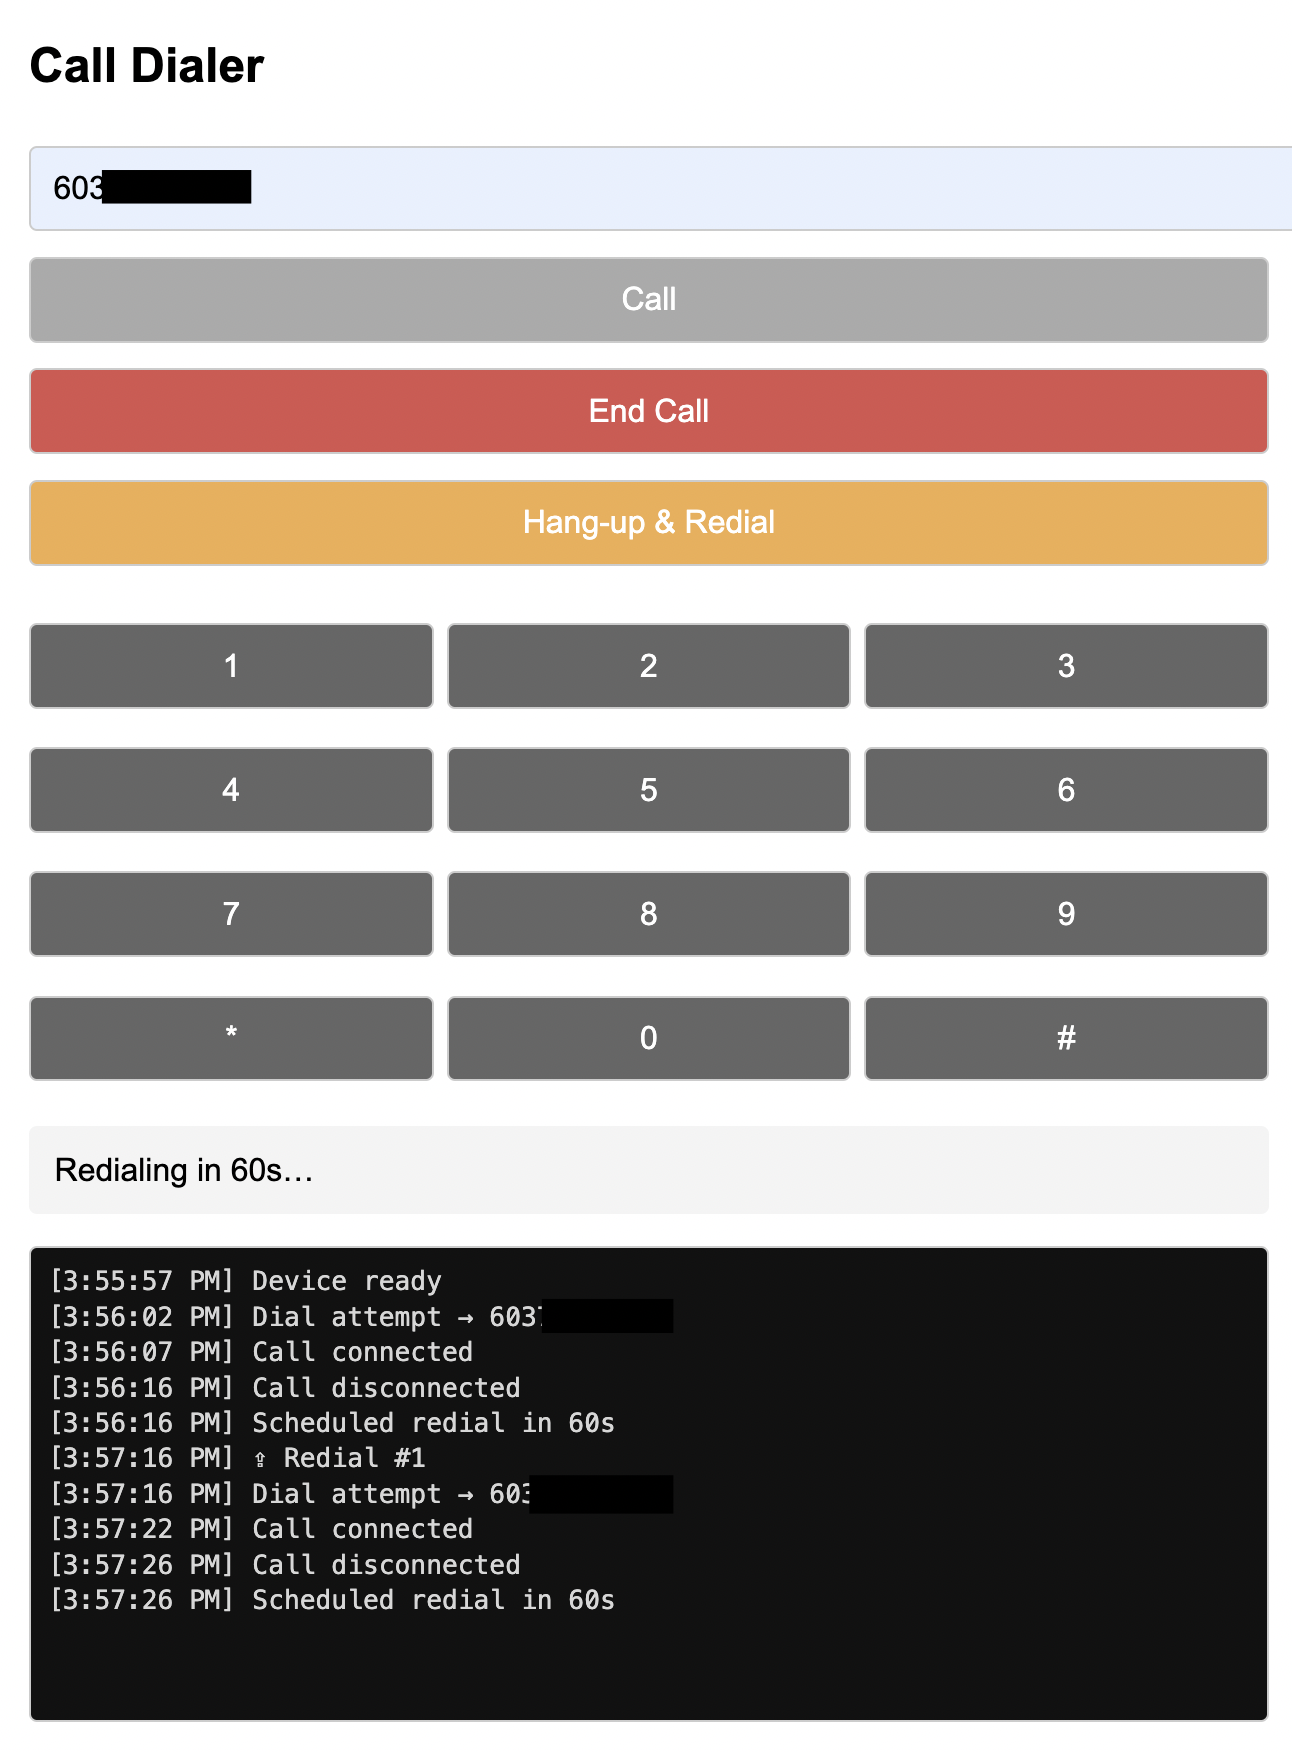 Call Dialer
603
Call
End Call
Hang-up & Redial
1 2 3
4 5 6
7 8 9
* 0 #
Redialing in 60s…
[3:55:57 PM] Device ready
[3:56:02 PM] Dial attempt → 603
[3:56:07 PM] Call connected
[3:56:16 PM] Call disconnected
[3:56:16 PM] Scheduled redial in 60s
[3:57:16 PM] ⇪ Redial #1
[3:57:16 PM] Dial attempt → 603
[3:57:22 PM] Call connected
[3:57:26 PM] Call disconnected
[3:57:26 PM] Scheduled redial in 60s